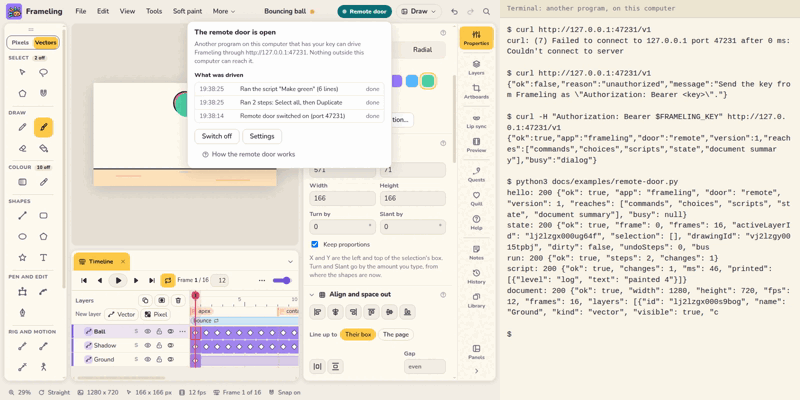 Frameling
File
Edit
View
Tools
Soft paint
More
Bouncing ball
Remote door
Draw
Pixels
Vectors
SELECT
2 off
DRAW
COLOUR
10 off
SHAPES
PEN AND EDIT
RIG AND MOTION
The remote door is open
Another program on this computer that has your key can drive
Frameling through http://127.0.0.1:47231. Nothing outside this
computer can reach it.
What was driven
19:38:25 Ran the script "Make green" (6 lines) done
19:38:25 Ran 2 steps: Select all, then Duplicate done
19:38:14 Remote door switched on (port 47231) done
Switch off
Settings
How the remote door works
Radial
571
71
Width
Height
166
166
Turn by
Slant by
0 °
0 °
Keep proportions
X and Y are the left and top of the selection's box.
Turn and Slant go by the amount you type, from
where the shapes are now.
Align and space out
Line up to
Their box
The page
Gap
even
Properties
Layers
Artboards
Lip sync
Preview
Quests
Quill
Help
Notes
History
Library
Panels
Timeline
Frame 1 / 16
12
Layers
New layer
Vector
Pixel
5
10
apex
Bounce
Ball
S
Shadow
S
Ground
S
29%
Straight
1280 x 720
166 x 166 px
12 fps
Frame 1 of 16
Snap on
Terminal: another program, on this computer
$ curl http://127.0.0.1:47231/v1
curl: (7) Failed to connect to 127.0.0.1 port 47231 after 0 ms:
Couldn't connect to server
$ curl http://127.0.0.1:47231/v1
{"ok":false,"reason":"unauthorized","message":"Send the key fro
m Frameling as \"Authorization: Bearer <key>\"."}
$ curl -H "Authorization: Bearer $FRAMELING_KEY" http://127.0.
0.1:47231/v1
{"ok":true,"app":"frameling","door":"remote","version":1,"reach
es":["commands","choices","scripts","state","document summar
y"],"busy":"dialog"}
$ python3 docs/examples/remote-door.py
hello: 200 {"ok": true, "app": "frameling", "door": "remote",
"version": 1, "reaches": ["commands", "choices", "scripts", "st
ate", "document summary"], "busy": null}
state: 200 {"ok": true, "frame": 0, "frames": 16, "activeLayerI
d": "lj2lzgx000ug64f", "selection": [], "drawingId": "vj2lzgy00
15tpbj", "dirty": false, "undoSteps": 0, "bus
run: 200 {"ok": true, "steps": 2, "changes": 1}
script: 200 {"ok": true, "changes": 1, "ms": 46, "printed":
[{"level": "log", "text": "painted 4"}]}
document: 200 {"ok": true, "width": 1280, "height": 720, "fps":
12, "frames": 16, "layers": [{"id": "lj2lzgx000s9bog", "name":
"Ground", "kind": "vector", "visible": true, "c
$